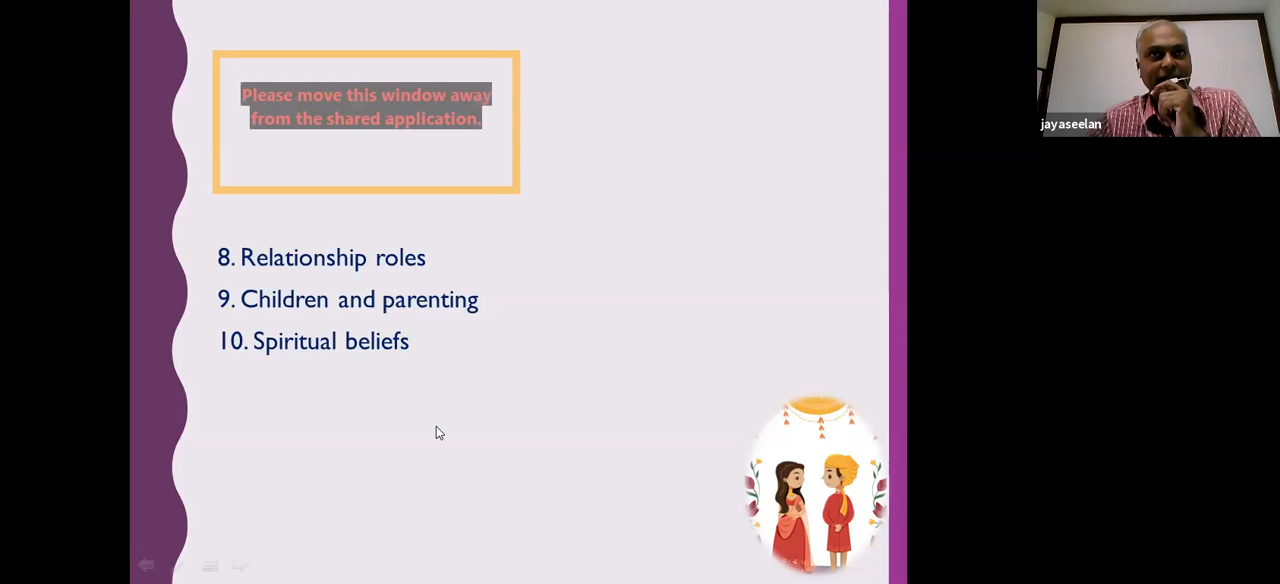 Please move this window away
from the shared application.
8. Relationship roles
9. Children and parenting
10. Spiritual beliefs
jayaseelan